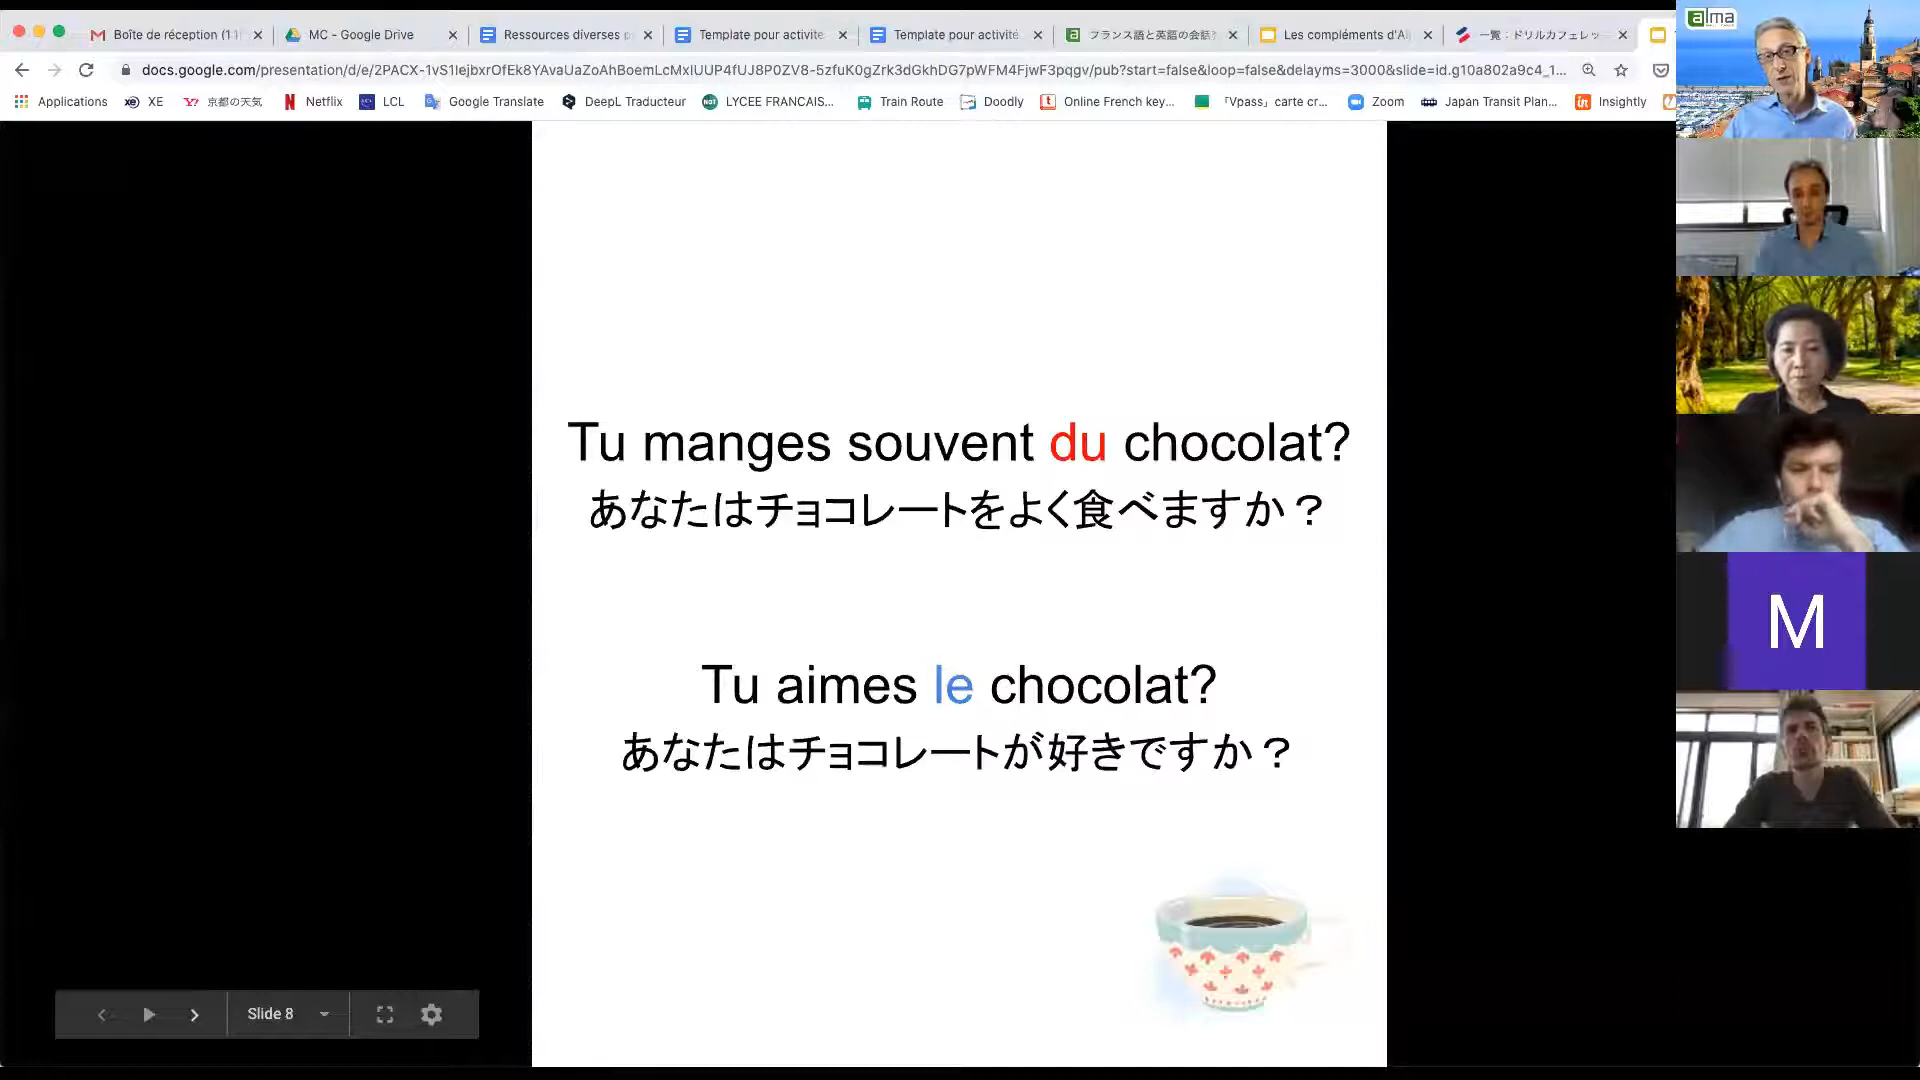 Boîte de réception
MC - Google Drive
Ressources diverses
Template pour activité
Template pour activité
フランス語と英語の会話
Les compléments d'A
一覧：ドリルカフェレッ
docs.google.com/presentation/d/e/2PACX-1vS1IejbxrOfEk8YAvaUaZoAhBoemLcMxlUUP4fUJ8P0ZV8-5zfuK0gZrk3dGkhDG7pWFM4FjwF3pqgv/pub?start=false&loop=false&delayms=3000&slide=id.g10a802a9c4_1...
Applications
XE
京都の天気
Netflix
LCL
Google Translate
DeepL Traducteur
LYCEE FRANCAIS...
Train Route
Doodly
Online French key...
「Vpass」carte cr...
Zoom
Japan Transit Plan...
Insightly
alma
Tu manges souvent du chocolat?
あなたはチョコレートをよく食べますか？
Tu aimes le chocolat?
あなたはチョコレートが好きですか？
M
Slide 8